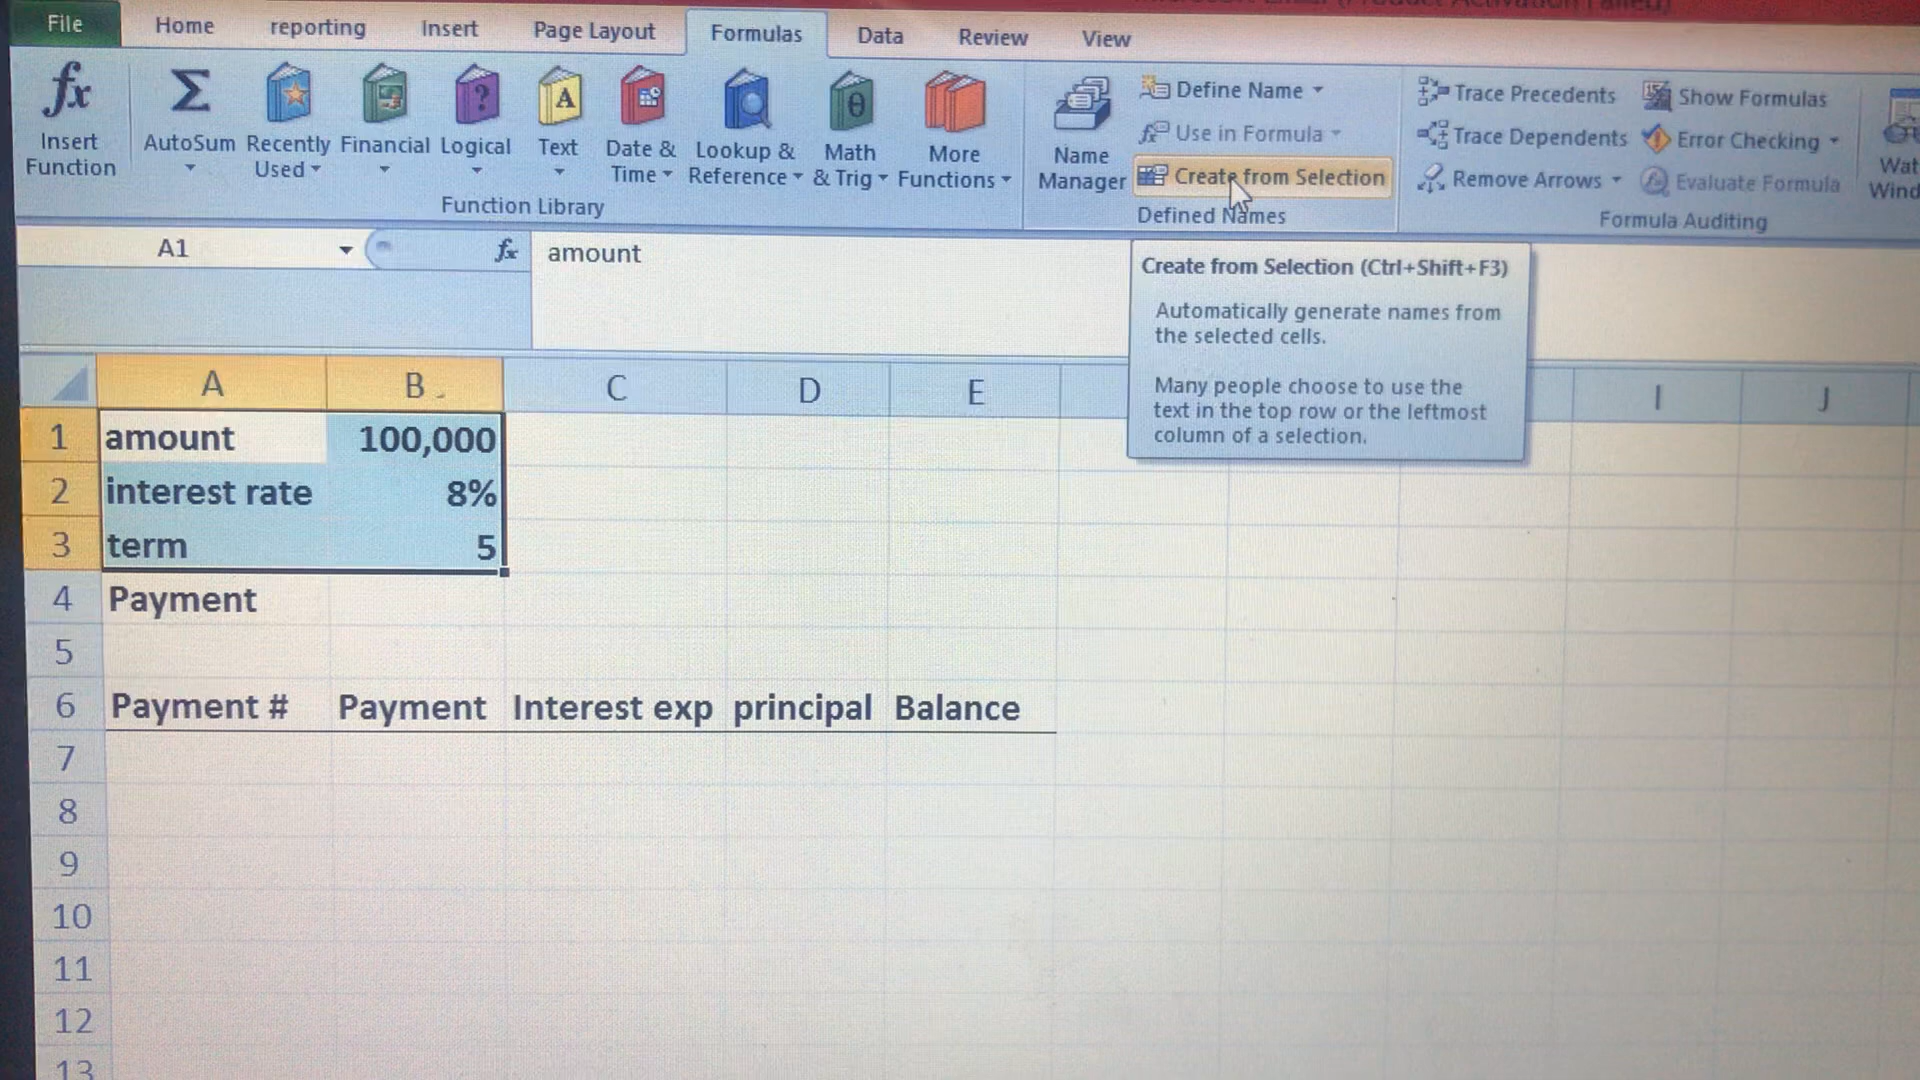 File Home reporting Insert Page Layout Formulas Data Review View
fx Insert Function
Σ AutoSum
Recently Used
Financial
Logical
Text
Date & Time
Lookup & Reference
Math & Trig
More Functions
Function Library
Name Manager
Define Name
Use in Formula
Create from Selection
Defined Names
Trace Precedents
Trace Dependents
Remove Arrows
Show Formulas
Error Checking
Evaluate Formula
Formula Auditing
A1 fx amount
Create from Selection (Ctrl+Shift+F3)
Automatically generate names from
the selected cells.
Many people choose to use the
text in the top row or the leftmost
column of a selection.
A B C D E I J
1 amount 100,000
2 interest rate 8%
3 term 5
4 Payment
5
6 Payment # Payment Interest exp principal Balance
7
8
9
10
11
12
13